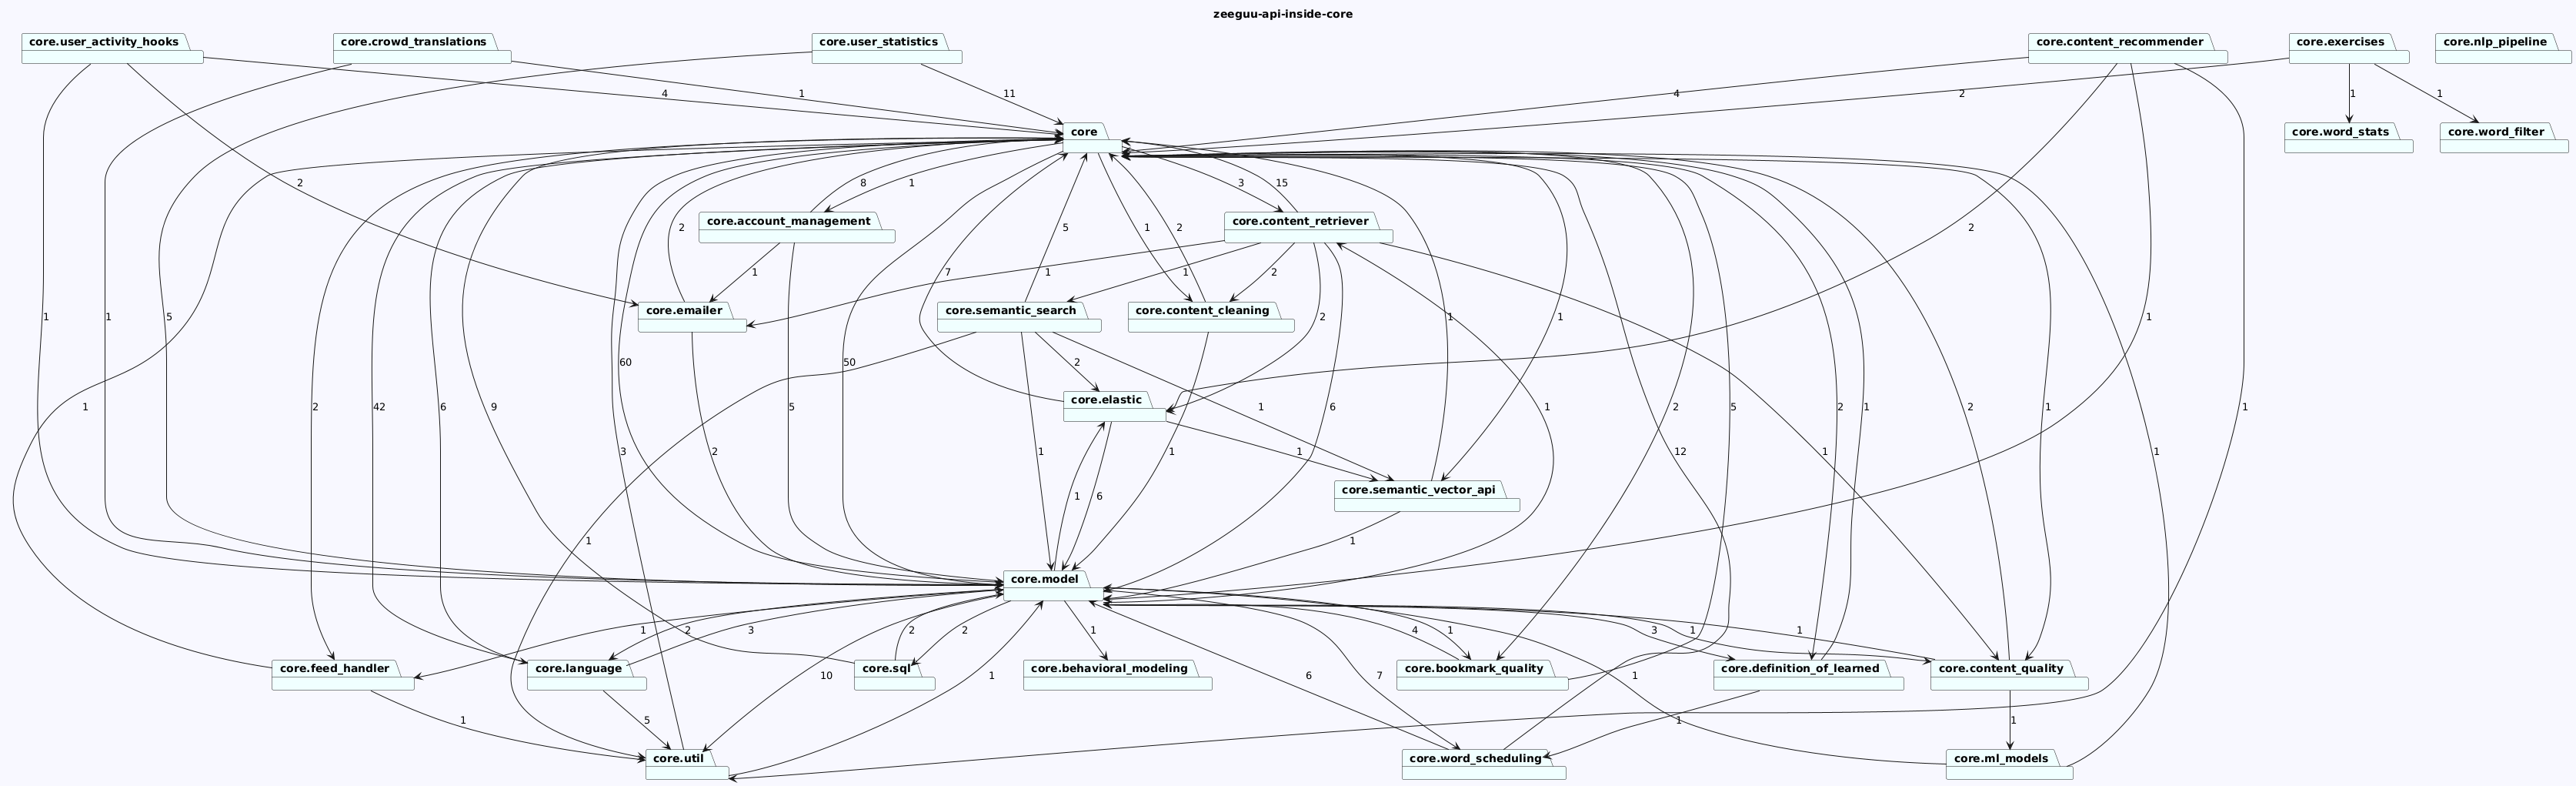 zeeguu-api-inside-core
core.user_activity_hooks
core.crowd_translations
core.user_statistics
core.content_recommender
core.exercises
core.nlp_pipeline
4
1
11
4
2
1
1
core
core.word_stats
core.word_filter
2
8
1
3
15
core.account_management
core.content_retriever
2
1
2
5
2
1
7
1
1
2
core.emailer
core.semantic_search
core.content_cleaning
1
1
5
2
1
1
1
60
50
2
core.elastic
1
2
42
6
9
5
1
6
1
2
2
1
1
1
2
3
1
1
1
12
1
1
core.semantic_vector_api
1
6
1
1
core.model
1
2
3
2
1
4
1
3
1
1
core.feed_handler
core.language
core.sql
core.behavioral_modeling
core.bookmark_quality
core.definition_of_learned
core.content_quality
10
1
6
7
1
1
5
1
1
core.util
core.word_scheduling
core.ml_models